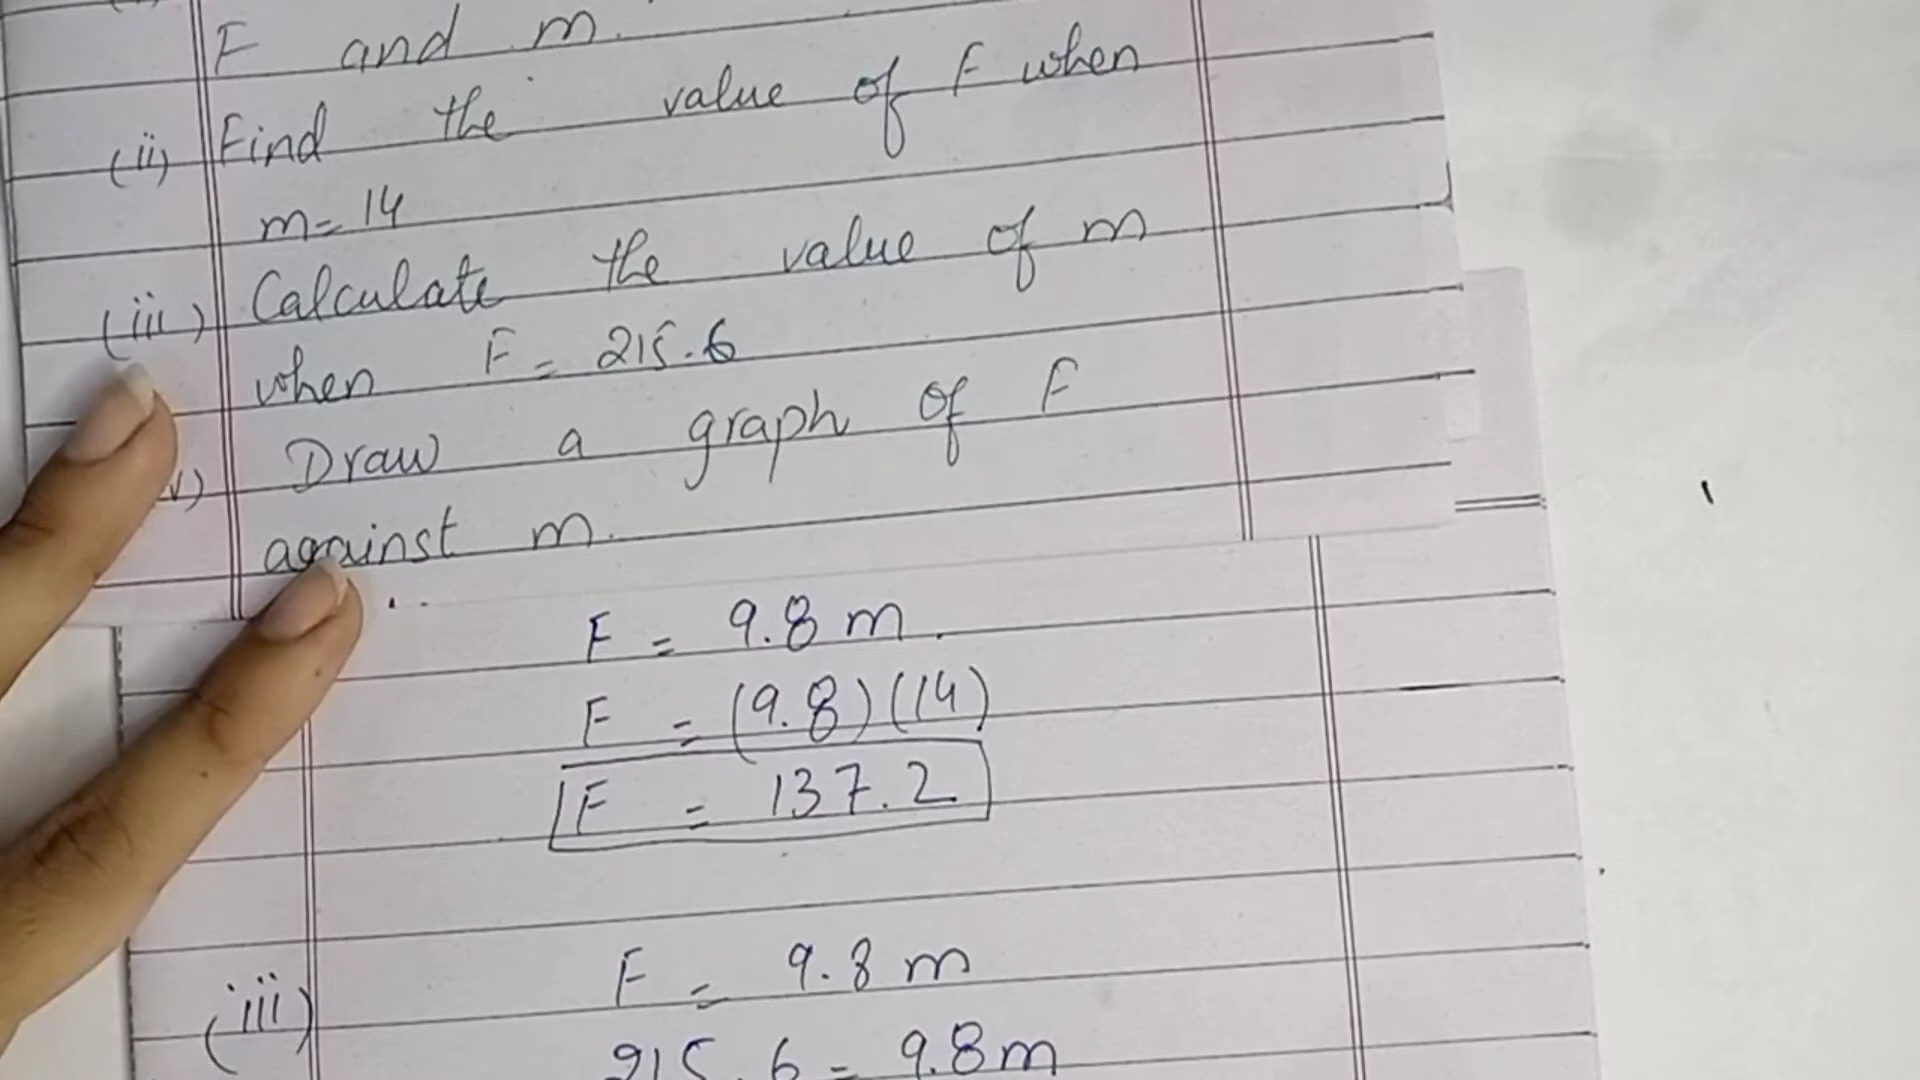 F and m.
(ii) Find the value of F when
m = 14
(iii) Calculate the value of m
when F = 215.6
v) Draw a graph of F
against m.
F = 9.8 m.
F = (9.8)(14)
F = 137.2
(iii) F = 9.8 m
215.6 = 9.8m